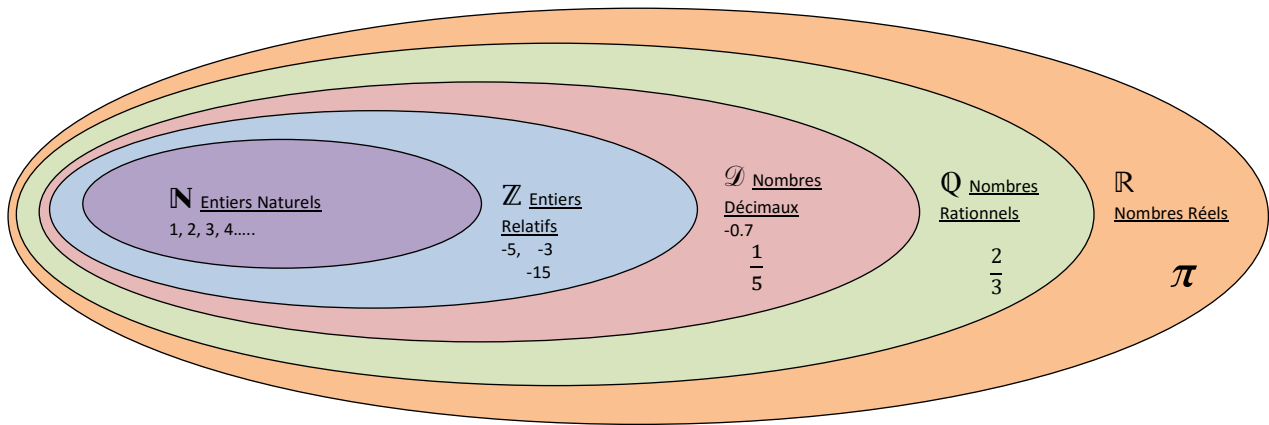 ℕ Entiers Naturels
1, 2, 3, 4…..
ℤ Entiers
Relatifs
-5, -3
-15
𝒟 Nombres
Décimaux
-0.7
1
5
ℚ Nombres
Rationnels
2
3
ℝ
Nombres Réels
π